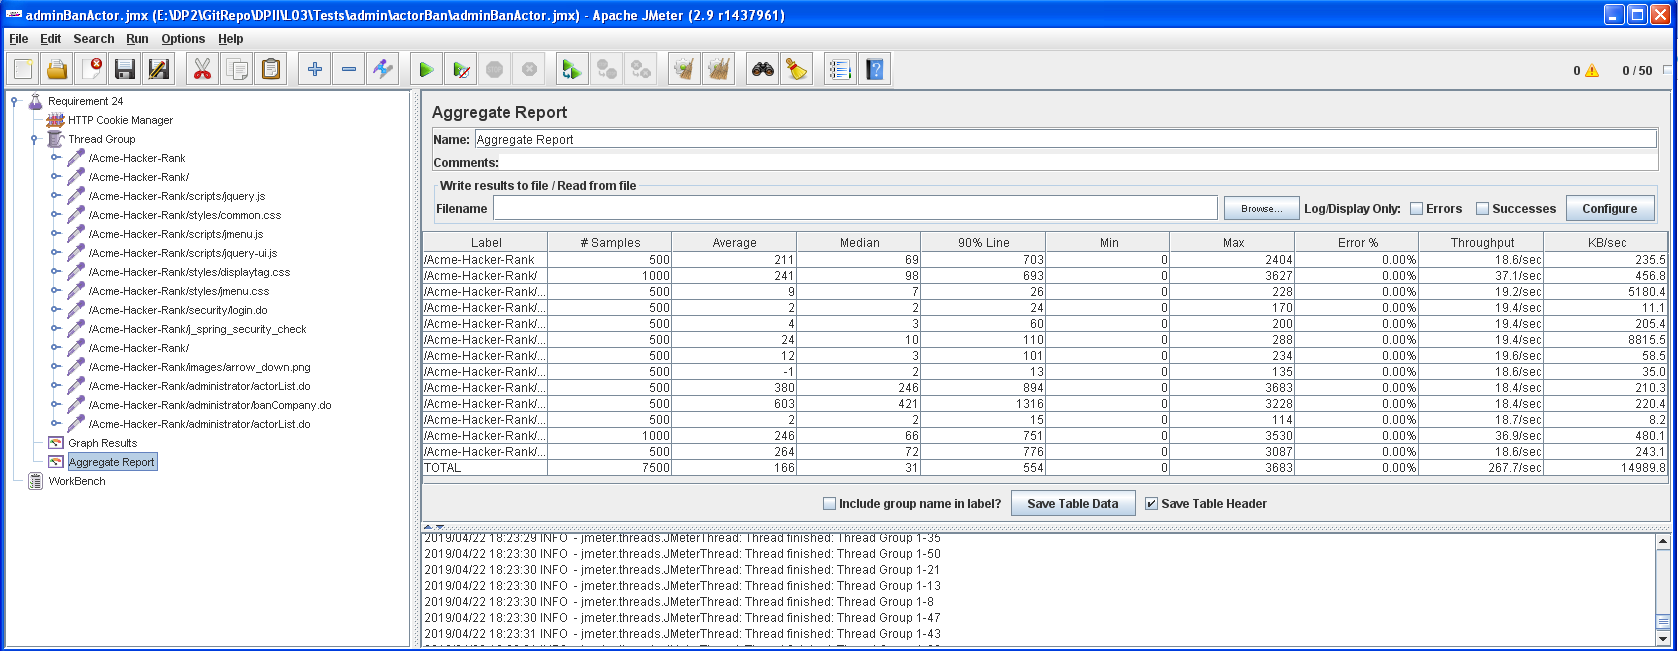 adminBanActor.jmx (E:\DP2\GitRepo\DPII\L03\Tests\admin\actorBan\adminBanActor.jmx) - Apache JMeter (2.9 r1437961)
File Edit Search Run Options Help
0 0 / 50
Requirement 24
HTTP Cookie Manager
Thread Group
/Acme-Hacker-Rank
/Acme-Hacker-Rank/
/Acme-Hacker-Rank/scripts/jquery.js
/Acme-Hacker-Rank/styles/common.css
/Acme-Hacker-Rank/scripts/jmenu.js
/Acme-Hacker-Rank/scripts/jquery-ui.js
/Acme-Hacker-Rank/styles/displaytag.css
/Acme-Hacker-Rank/styles/jmenu.css
/Acme-Hacker-Rank/security/login.do
/Acme-Hacker-Rank/j_spring_security_check
/Acme-Hacker-Rank/
/Acme-Hacker-Rank/images/arrow_down.png
/Acme-Hacker-Rank/administrator/actorList.do
/Acme-Hacker-Rank/administrator/banCompany.do
/Acme-Hacker-Rank/administrator/actorList.do
Graph Results
Aggregate Report
WorkBench
Aggregate Report
Name: Aggregate Report
Comments:
Write results to file / Read from file
Filename Browse... Log/Display Only: Errors Successes Configure
Label # Samples Average Median 90% Line Min Max Error % Throughput KB/sec
/Acme-Hacker-Rank 500 211 69 703 0 2404 0.00% 18.6/sec 235.5
/Acme-Hacker-Rank/ 1000 241 98 693 0 3627 0.00% 37.1/sec 456.8
/Acme-Hacker-Rank/... 500 9 7 26 0 228 0.00% 19.2/sec 5180.4
/Acme-Hacker-Rank/... 500 2 2 24 0 170 0.00% 19.4/sec 11.1
/Acme-Hacker-Rank/... 500 4 3 60 0 200 0.00% 19.4/sec 205.4
/Acme-Hacker-Rank/... 500 24 10 110 0 288 0.00% 19.4/sec 8815.5
/Acme-Hacker-Rank/... 500 12 3 101 0 234 0.00% 19.6/sec 58.5
/Acme-Hacker-Rank/... 500 -1 2 13 0 135 0.00% 18.6/sec 35.0
/Acme-Hacker-Rank/... 500 380 246 894 0 3683 0.00% 18.4/sec 210.3
/Acme-Hacker-Rank/... 500 603 421 1316 0 3228 0.00% 18.4/sec 220.4
/Acme-Hacker-Rank/... 500 2 2 15 0 114 0.00% 18.7/sec 8.2
/Acme-Hacker-Rank/... 1000 246 66 751 0 3530 0.00% 36.9/sec 480.1
/Acme-Hacker-Rank/... 500 264 72 776 0 3087 0.00% 18.6/sec 243.1
TOTAL 7500 166 31 554 0 3683 0.00% 267.7/sec 14989.8
Include group name in label? Save Table Data Save Table Header
2019/04/22 18:23:29 INFO - jmeter.threads.JMeterThread: Thread finished: Thread Group 1-35
2019/04/22 18:23:30 INFO - jmeter.threads.JMeterThread: Thread finished: Thread Group 1-50
2019/04/22 18:23:30 INFO - jmeter.threads.JMeterThread: Thread finished: Thread Group 1-21
2019/04/22 18:23:30 INFO - jmeter.threads.JMeterThread: Thread finished: Thread Group 1-13
2019/04/22 18:23:30 INFO - jmeter.threads.JMeterThread: Thread finished: Thread Group 1-8
2019/04/22 18:23:30 INFO - jmeter.threads.JMeterThread: Thread finished: Thread Group 1-47
2019/04/22 18:23:31 INFO - jmeter.threads.JMeterThread: Thread finished: Thread Group 1-43